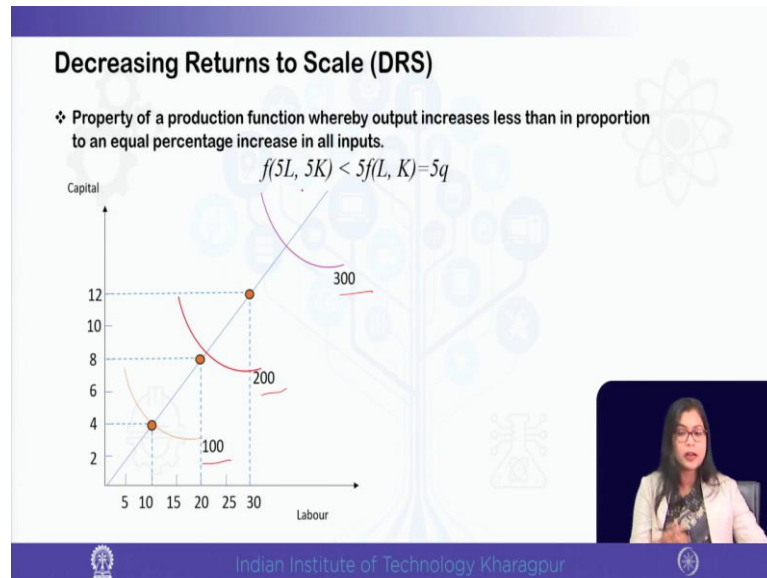 Decreasing Returns to Scale (DRS)
❖ Property of a production function whereby output increases less than in proportion
to an equal percentage increase in all inputs.
f(5L, 5K) < 5f(L, K)=5q
Capital
300
12
10
8
200
6
4
100
2
5 10 15 20 25 30
Labour
Indian Institute of Technology Kharagpur